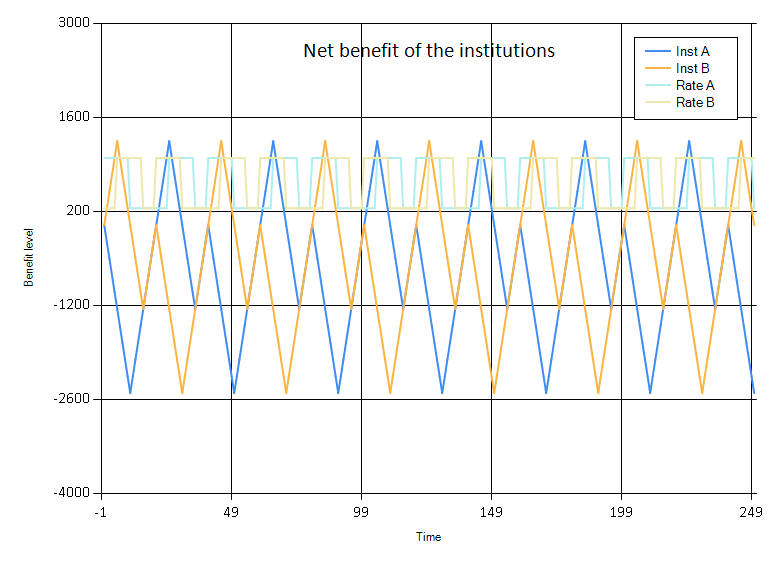 3000
Net benefit of the institutions
Inst A
Inst B
Rate A
Rate B
1600
200
Benefit level
-1200
-2600
-4000
-1 49 99 149 199 249
Time